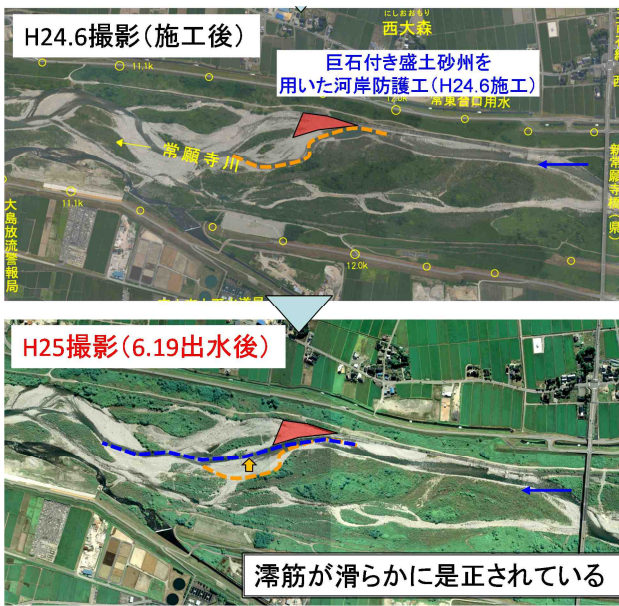 H24.6撮影(施工後)
にしおおもり
西大森
巨石付き盛土砂州を
用いた河岸防護工(H24.6施工)
11.1k
12.0k
常東合口用水
常願寺川
新常願寺橋(県)
11.1k
大島放流警報局
12.0k
H25撮影(6.19出水後)
澪筋が滑らかに是正されている